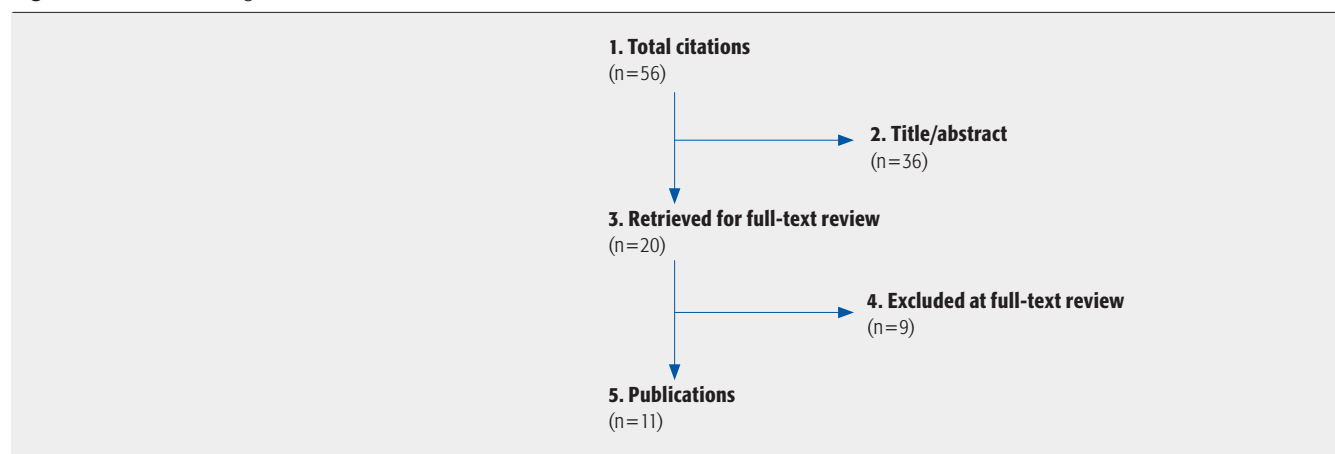 1. Total citations
(n=56)
2. Title/abstract
(n=36)
3. Retrieved for full-text review
(n=20)
4. Excluded at full-text review
(n=9)
5. Publications
(n=11)